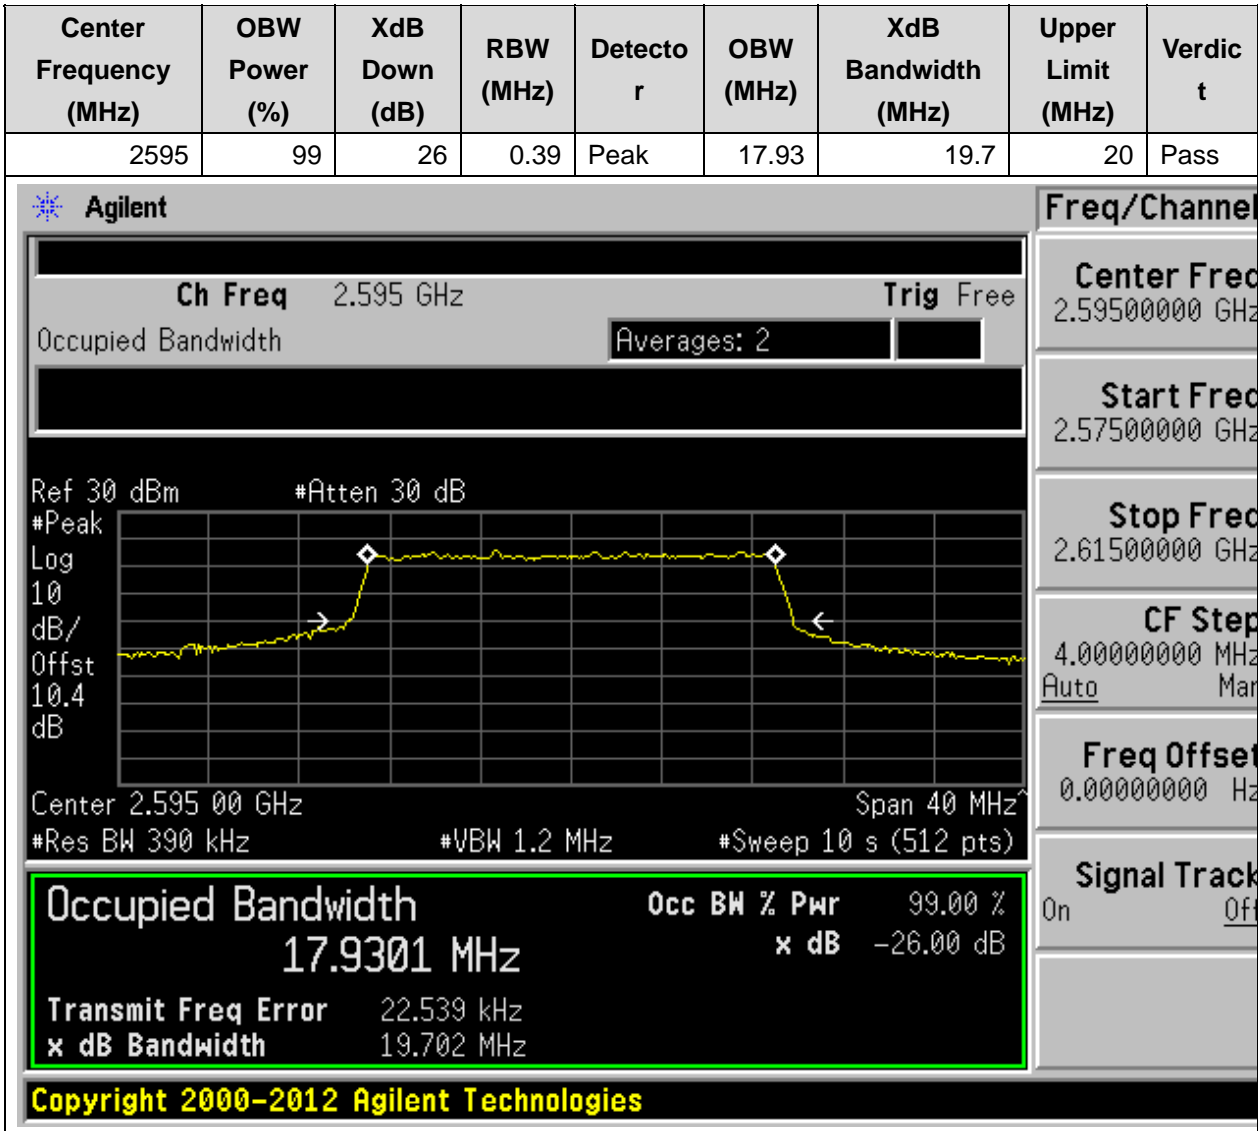 Center Frequency (MHz) OBW Power (%) XdB Down (dB) RBW (MHz) Detecto r OBW (MHz) XdB Bandwidth (MHz) Upper Limit (MHz) Verdic t
2595 99 26 0.39 Peak 17.93 19.7 20 Pass
Agilent
Freq/Channel
Ch Freq 2.595 GHz Trig Free
Occupied Bandwidth Averages: 2
Center Freq
2.59500000 GHz
Start Freq
2.57500000 GHz
Stop Freq
2.61500000 GHz
CF Step
4.00000000 MHz
Auto Man
Freq Offset
0.00000000 Hz
Signal Track
On Off
Ref 30 dBm #Atten 30 dB
#Peak
Log
10
dB/
Offst
10.4
dB
Center 2.595 00 GHz Span 40 MHz^
#Res BW 390 kHz #VBW 1.2 MHz #Sweep 10 s (512 pts)
Occupied Bandwidth Occ BW % Pwr 99.00 %
17.9301 MHz x dB -26.00 dB
Transmit Freq Error 22.539 kHz
x dB Bandwidth 19.702 MHz
Copyright 2000-2012 Agilent Technologies